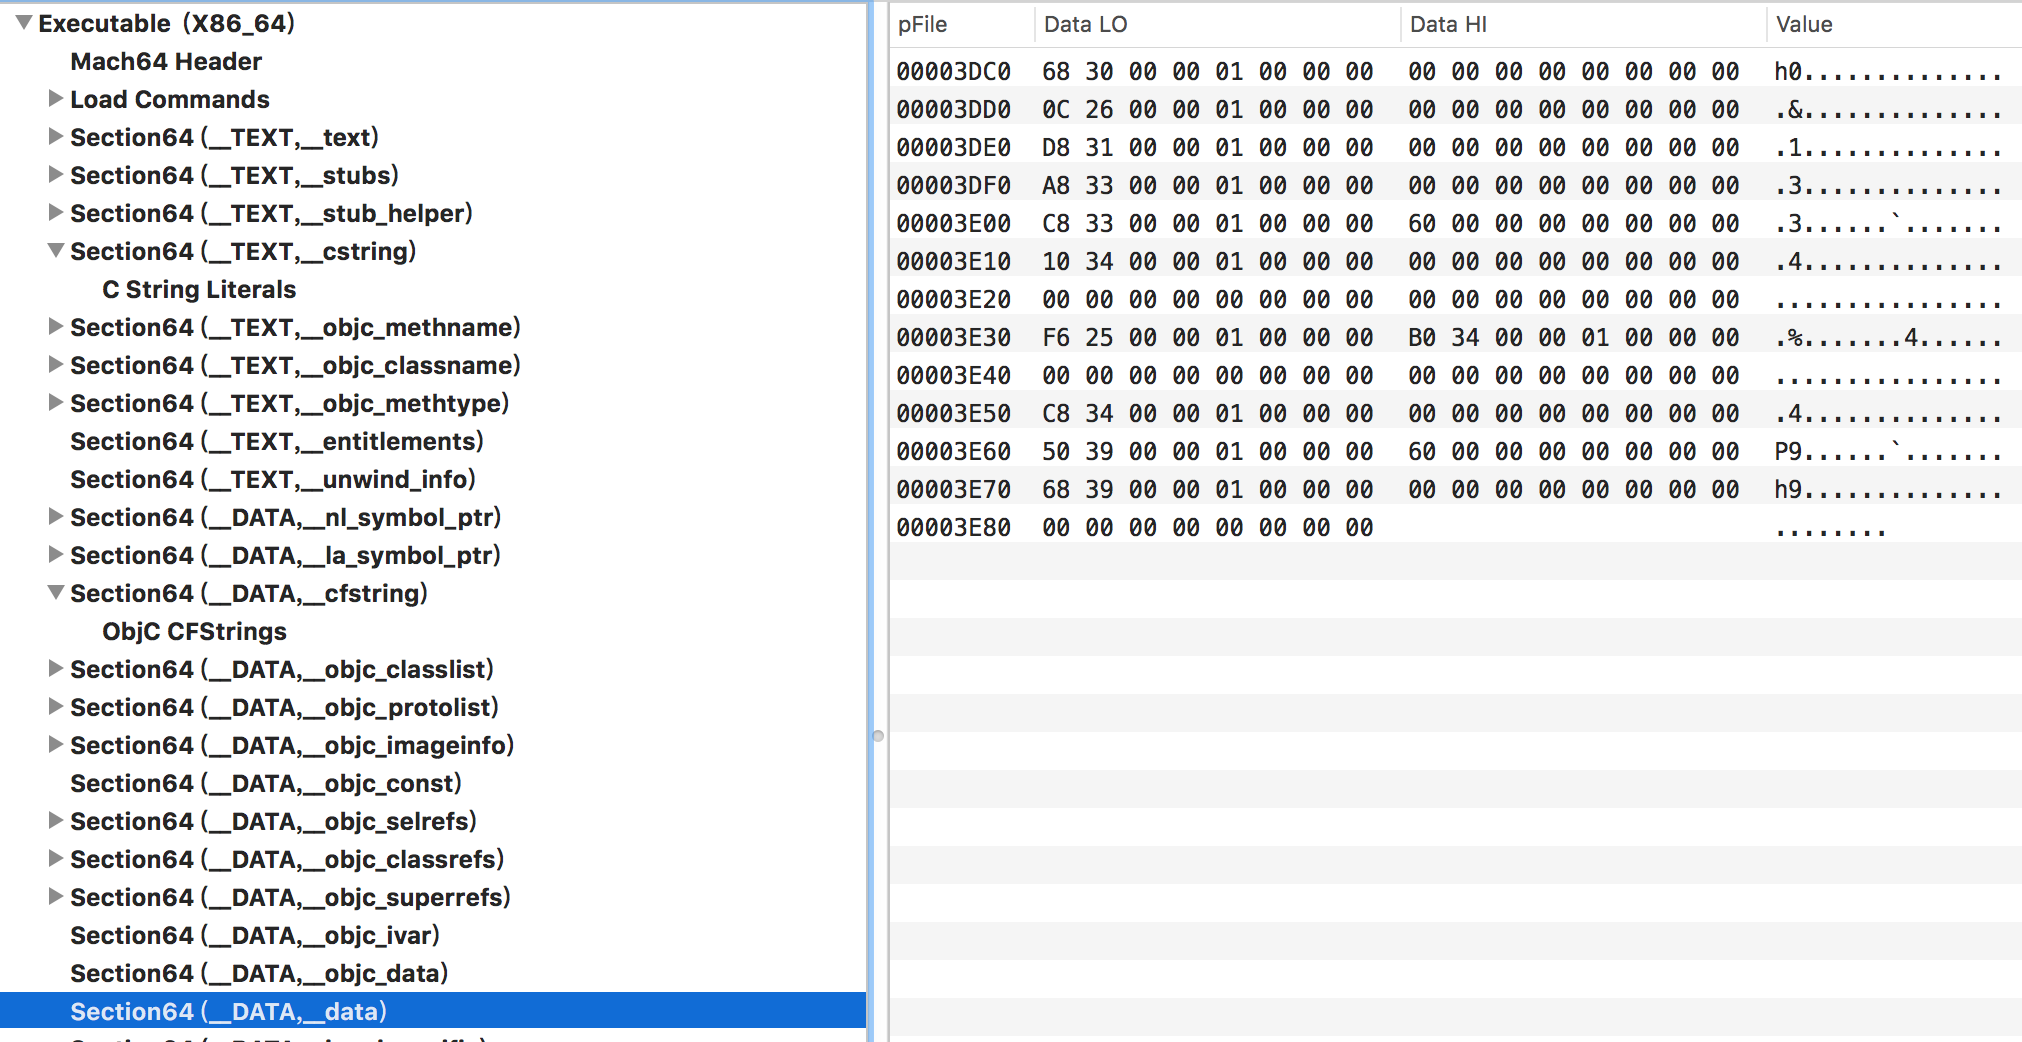 Executable (X86_64)
Mach64 Header
Load Commands
Section64 (__TEXT,__text)
Section64 (__TEXT,__stubs)
Section64 (__TEXT,__stub_helper)
Section64 (__TEXT,__cstring)
C String Literals
Section64 (__TEXT,__objc_methname)
Section64 (__TEXT,__objc_classname)
Section64 (__TEXT,__objc_methtype)
Section64 (__TEXT,__entitlements)
Section64 (__TEXT,__unwind_info)
Section64 (__DATA,__nl_symbol_ptr)
Section64 (__DATA,__la_symbol_ptr)
Section64 (__DATA,__cfstring)
ObjC CFStrings
Section64 (__DATA,__objc_classlist)
Section64 (__DATA,__objc_protolist)
Section64 (__DATA,__objc_imageinfo)
Section64 (__DATA,__objc_const)
Section64 (__DATA,__objc_selrefs)
Section64 (__DATA,__objc_classrefs)
Section64 (__DATA,__objc_superrefs)
Section64 (__DATA,__objc_ivar)
Section64 (__DATA,__objc_data)
Section64 (__DATA,__data)
pFile Data LO Data HI Value
00003DC0 68 30 00 00 01 00 00 00 00 00 00 00 00 00 00 00 h0..............
00003DD0 0C 26 00 00 01 00 00 00 00 00 00 00 00 00 00 00 .&..............
00003DE0 D8 31 00 00 01 00 00 00 00 00 00 00 00 00 00 00 .1..............
00003DF0 A8 33 00 00 01 00 00 00 00 00 00 00 00 00 00 00 .3..............
00003E00 C8 33 00 00 01 00 00 00 60 00 00 00 00 00 00 00 .3......`.......
00003E10 10 34 00 00 01 00 00 00 00 00 00 00 00 00 00 00 .4..............
00003E20 00 00 00 00 00 00 00 00 00 00 00 00 00 00 00 00 ................
00003E30 F6 25 00 00 01 00 00 00 B0 34 00 00 01 00 00 00 .%.......4......
00003E40 00 00 00 00 00 00 00 00 00 00 00 00 00 00 00 00 ................
00003E50 C8 34 00 00 01 00 00 00 00 00 00 00 00 00 00 00 .4..............
00003E60 50 39 00 00 01 00 00 00 60 00 00 00 00 00 00 00 P9......`.......
00003E70 68 39 00 00 01 00 00 00 00 00 00 00 00 00 00 00 h9..............
00003E80 00 00 00 00 00 00 00 00 ........